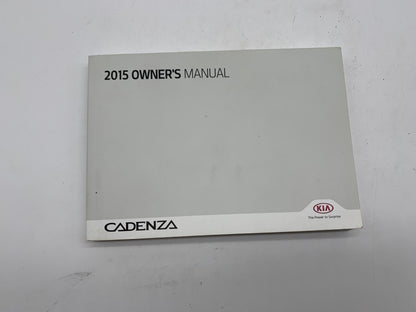 2015 OWNER'S MANUAL
CADENZA
KIA
The Power to Surprise